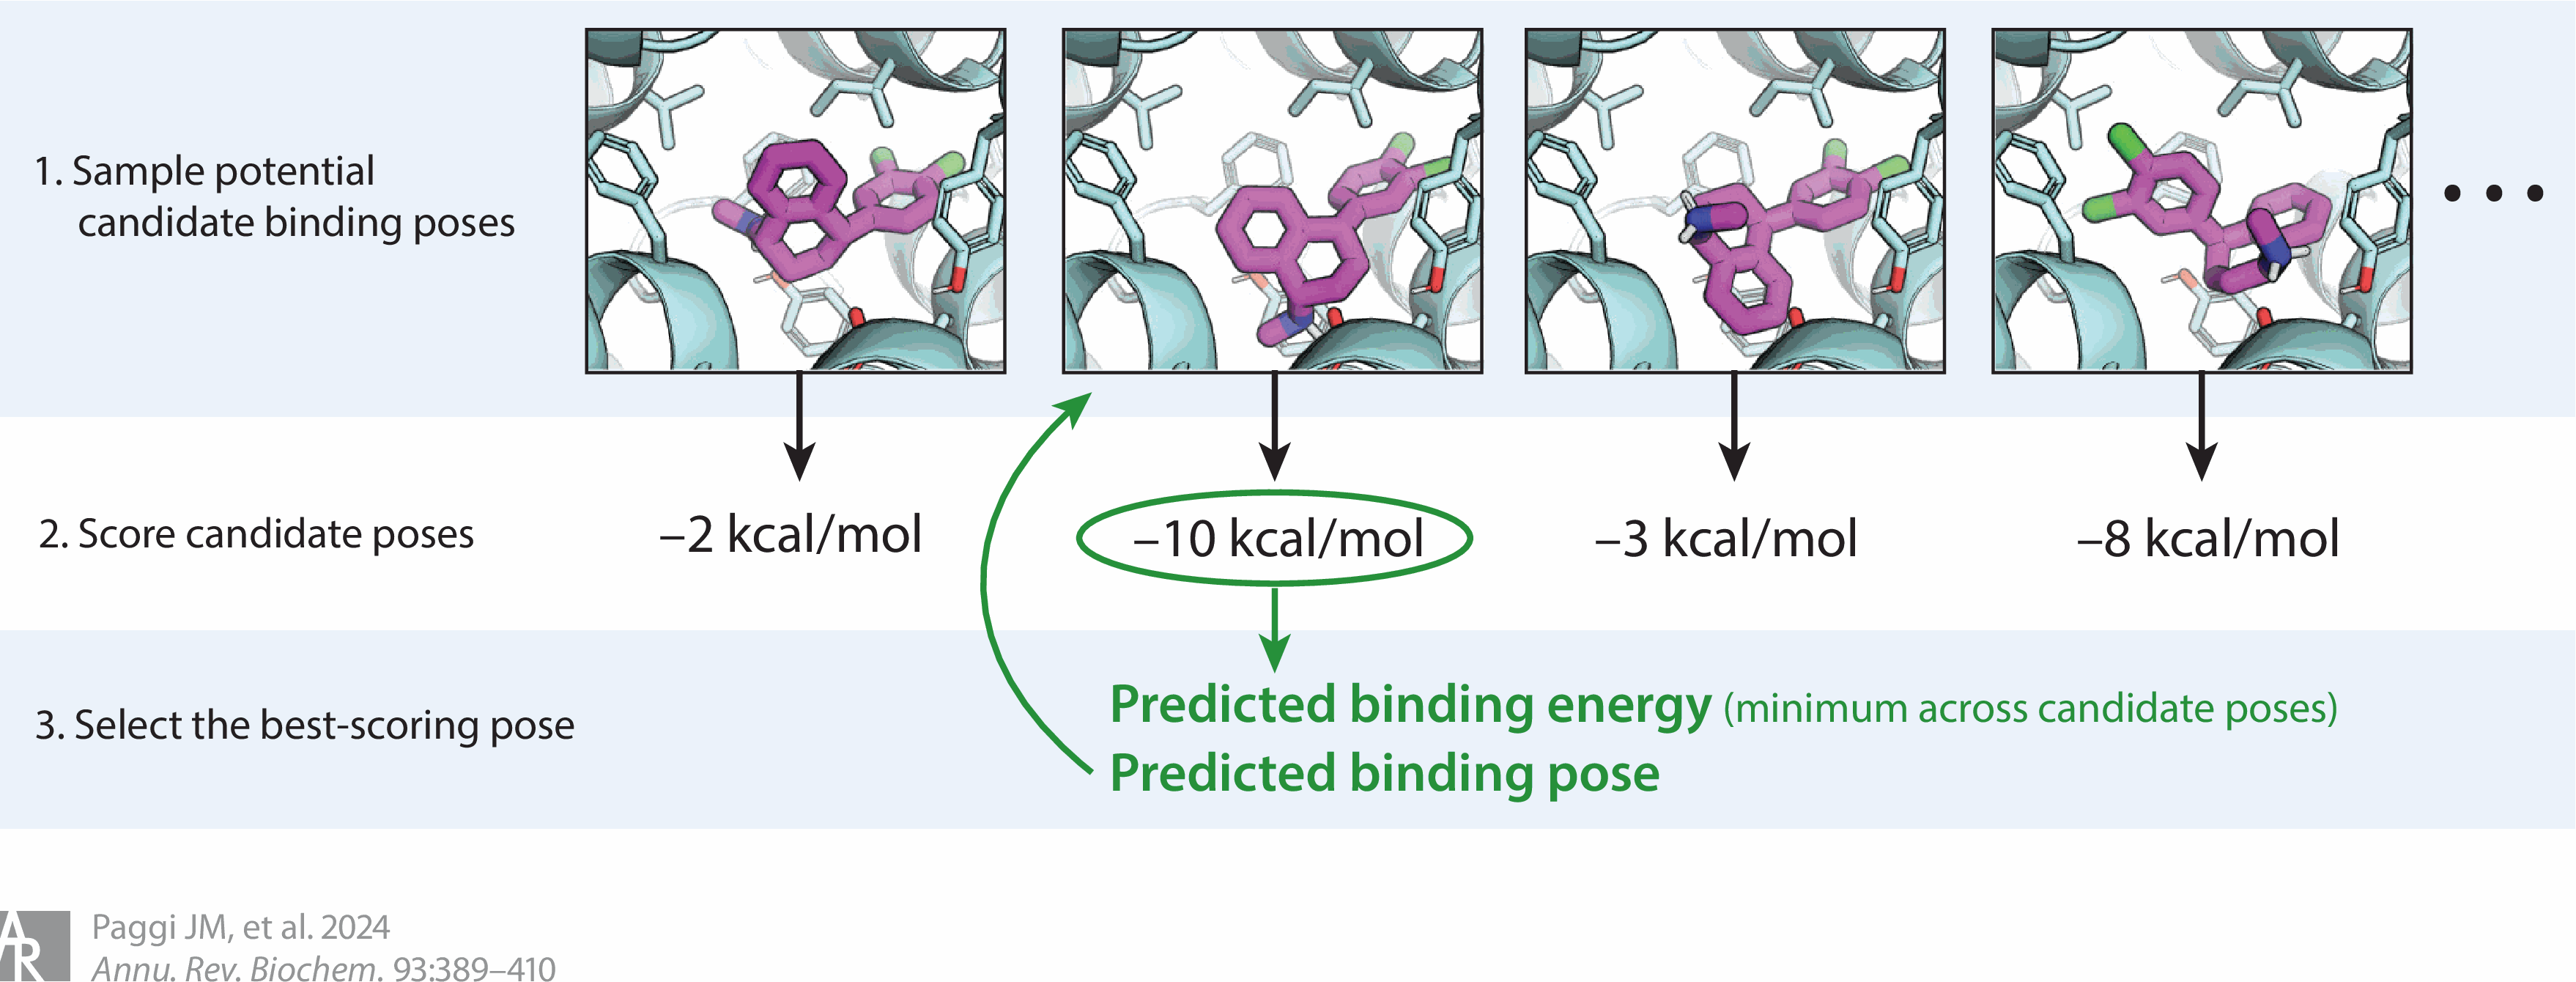 1. Sample potential
candidate binding poses
• • •
2. Score candidate poses
–2 kcal/mol
–10 kcal/mol
–3 kcal/mol
–8 kcal/mol
3. Select the best-scoring pose
Predicted binding energy (minimum across candidate poses)
Predicted binding pose
AR
Paggi JM, et al. 2024
Annu. Rev. Biochem. 93:389–410